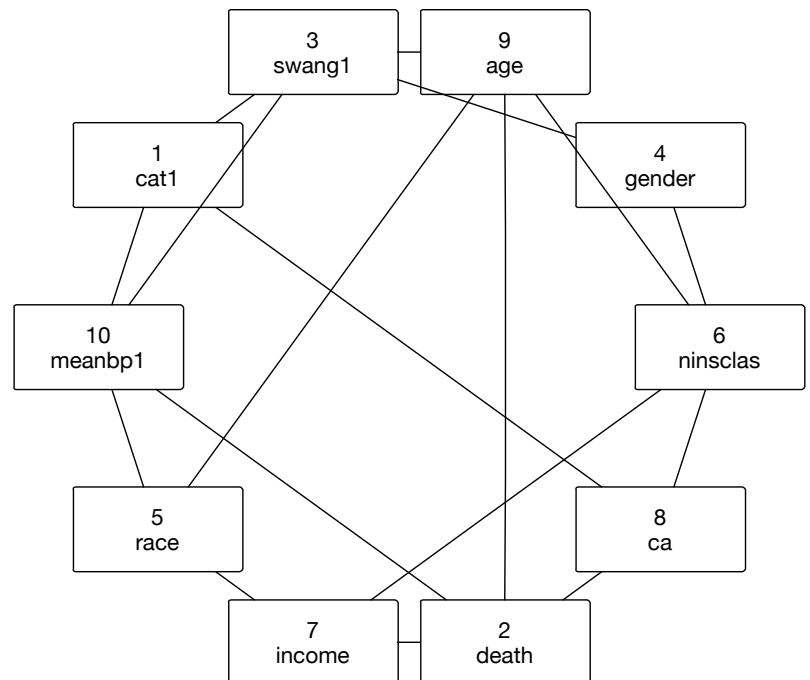 3
swang1
9
age
1
cat1
4
gender
10
meanbp1
6
ninsclas
5
race
8
ca
7
income
2
death